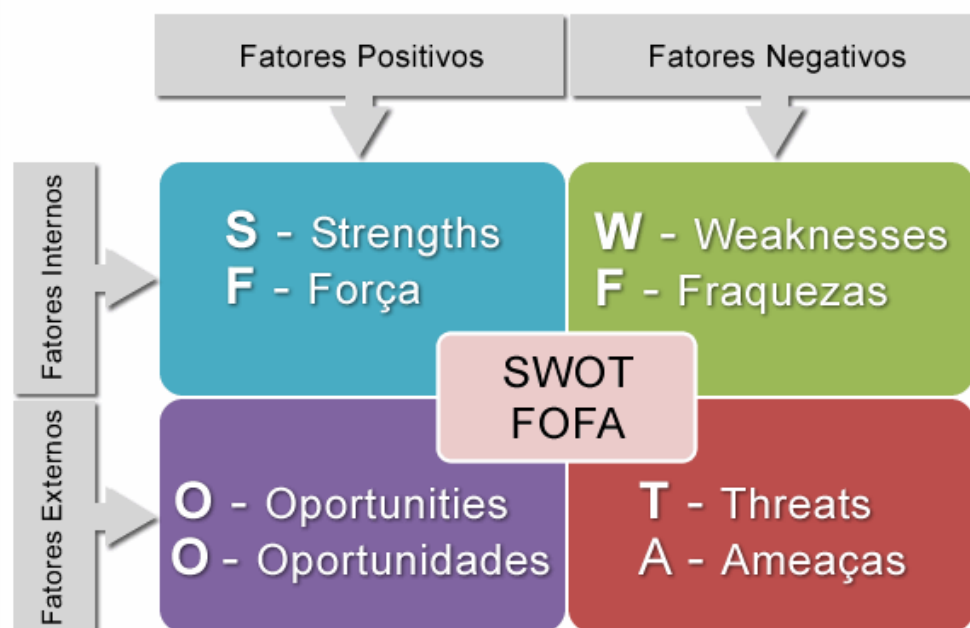 Fatores Positivos
Fatores Negativos
Fatores Internos
S - Strengths
F - Força
W - Weaknesses
F - Fraquezas
SWOT
FOFA
Fatores Externos
O - Oportunities
O - Oportunidades
T - Threats
A - Ameaças